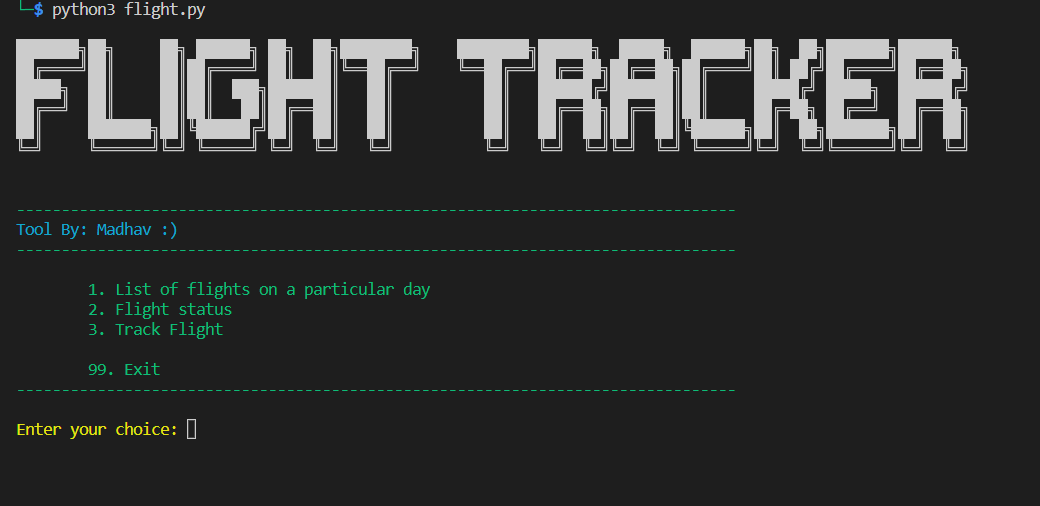 └─$ python3 flight.py
FLIGHT TRACKER
--------------------------------------------------------------------------------
Tool By: Madhav :)
--------------------------------------------------------------------------------
1. List of flights on a particular day
2. Flight status
3. Track Flight
99. Exit
--------------------------------------------------------------------------------
Enter your choice: